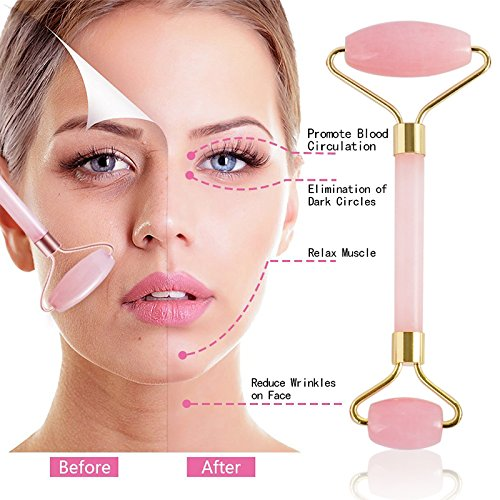 Promote Blood
Circulation
Elimination of
Dark Circles
Relax Muscle
Reduce Wrinkles
on Face
Before
After